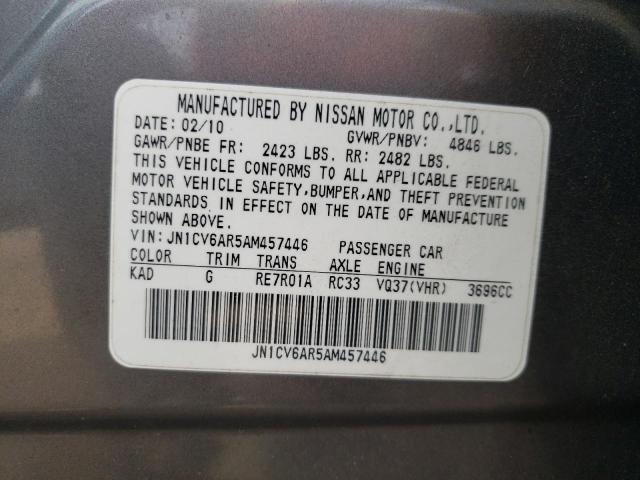 MANUFACTURED BY NISSAN MOTOR CO.,LTD.
DATE: 02/10 GVWR/PNBV: 4846 LBS.
GAWR/PNBE FR: 2423 LBS. RR: 2482 LBS.
THIS VEHICLE CONFORMS TO ALL APPLICABLE FEDERAL
MOTOR VEHICLE SAFETY,BUMPER,AND THEFT PREVENTION
STANDARDS IN EFFECT ON THE DATE OF MANUFACTURE
SHOWN ABOVE.
VIN: JN1CV6AR5AM457446 PASSENGER CAR
COLOR TRIM TRANS AXLE ENGINE
KAD G RE7R01A RC33 VQ37(VHR) 3696CC
JN1CV6AR5AM457446